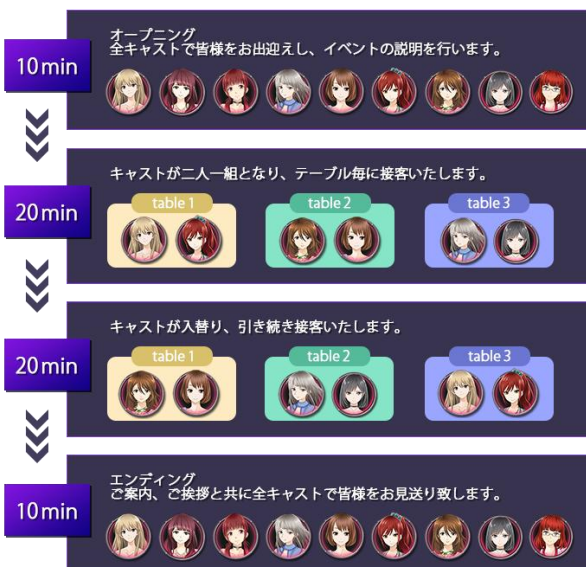 10min
オープニング
全キャストで皆様をお出迎えし、イベントの説明を行います。
20min
キャストが二人一組となり、テーブル毎に接客いたします。
table 1
table 2
table 3
20min
キャストが入替り、引き続き接客いたします。
table 1
table 2
table 3
10min
エンディング
ご案内、ご挨拶と共に全キャストで皆様をお見送り致します。